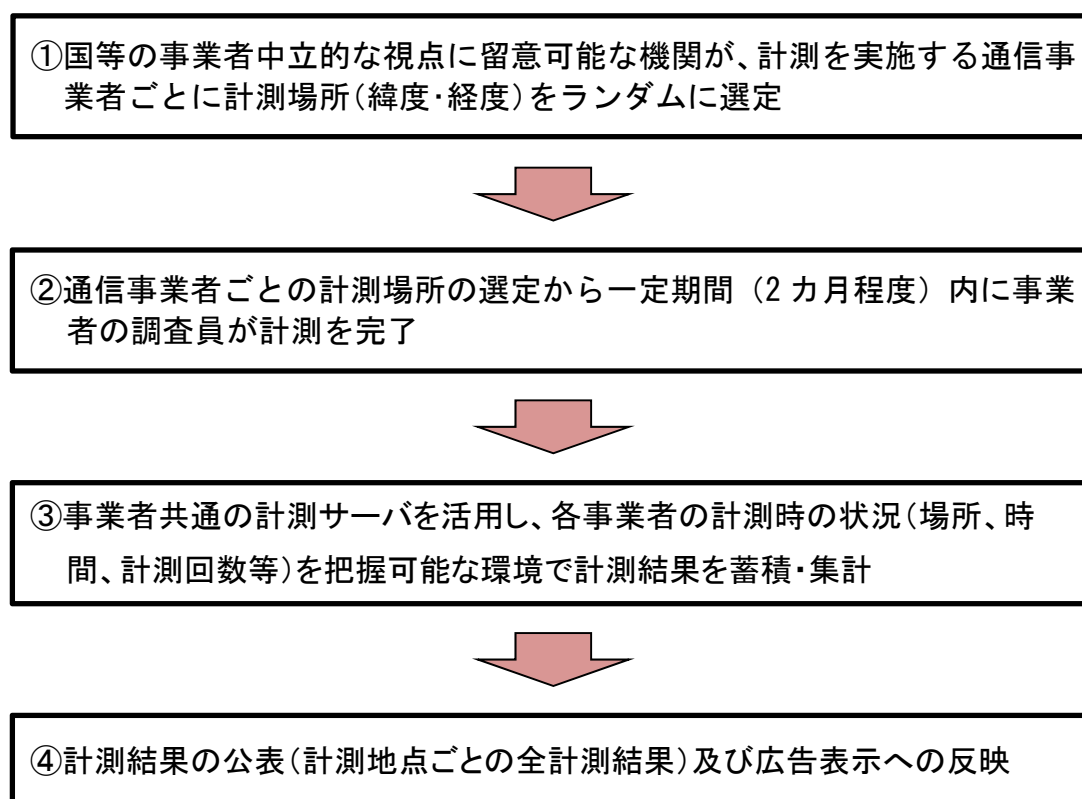 ①国等の事業者中立的な視点に留意可能な機関が、計測を実施する通信事
業者ごとに計測場所（緯度・経度）をランダムに選定
②通信事業者ごとの計測場所の選定から一定期間（2カ月程度）内に事業
者の調査員が計測を完了
③事業者共通の計測サーバを活用し、各事業者の計測時の状況（場所、時
間、計測回数等）を把握可能な環境で計測結果を蓄積・集計
④計測結果の公表（計測地点ごとの全計測結果）及び広告表示への反映